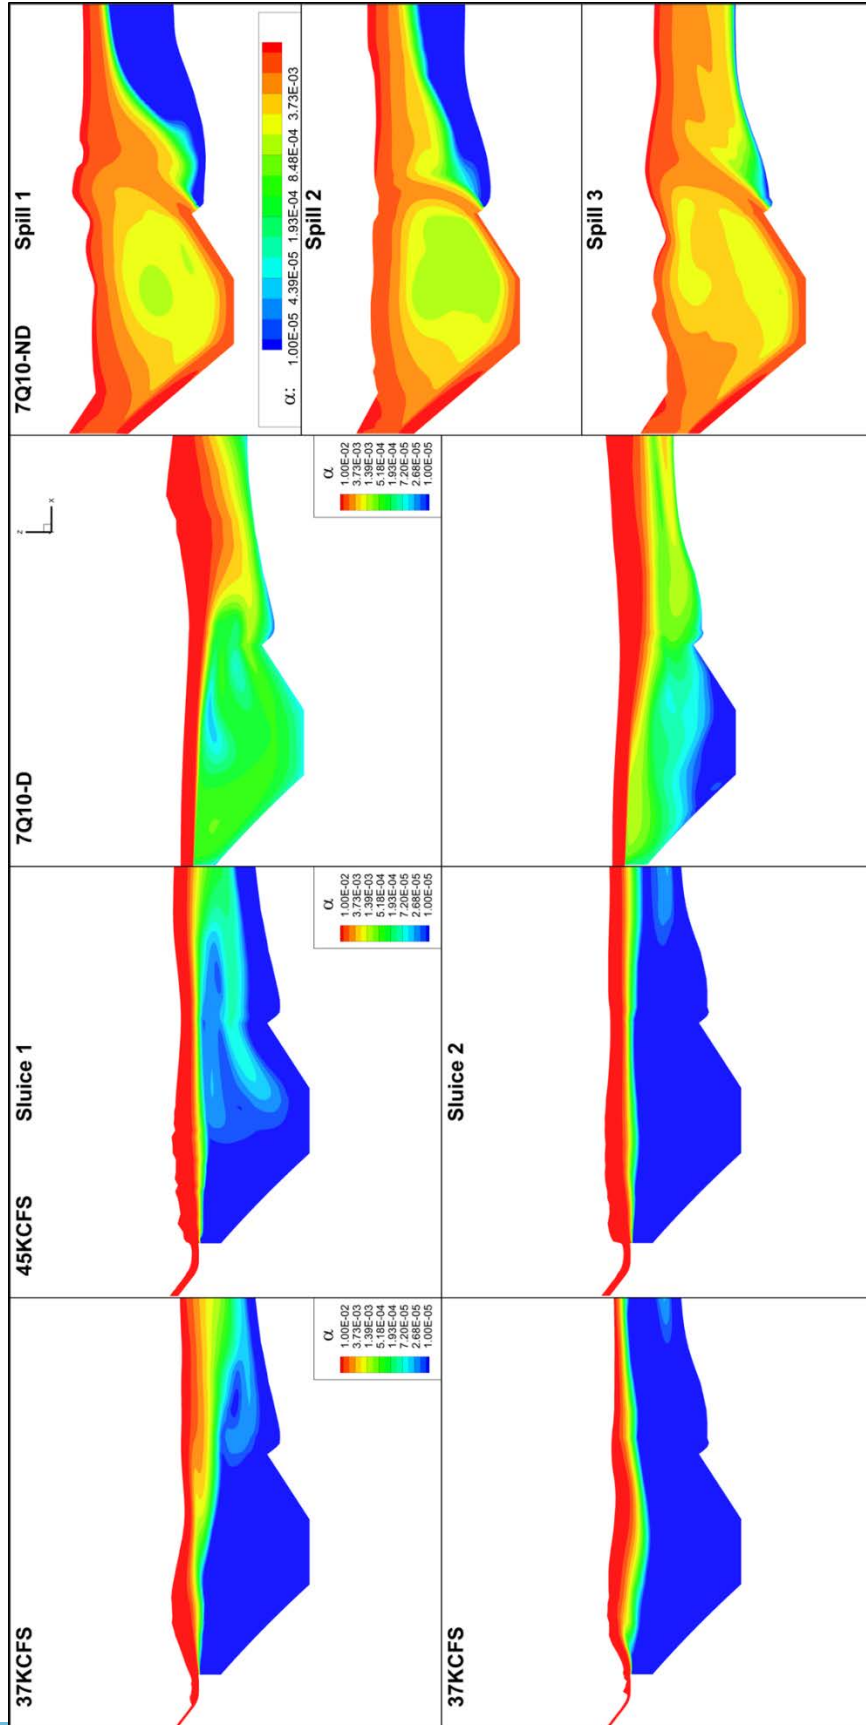 37KCFS
α
1.00E-02
3.73E-03
1.39E-03
5.18E-04
1.93E-04
7.20E-05
2.68E-05
1.00E-05
45KCFS
Sluice 1
α
1.00E-02
3.73E-03
1.39E-03
5.18E-04
1.93E-04
7.20E-05
2.68E-05
1.00E-05
7Q10-D
z
x
α
1.00E-02
3.73E-03
1.39E-03
5.18E-04
1.93E-04
7.20E-05
2.68E-05
1.00E-05
7Q10-ND
Spill 1
α: 1.00E-05 4.39E-05 1.93E-04 8.48E-04 3.73E-03
Spill 2
Spill 3
37KCFS
Sluice 2